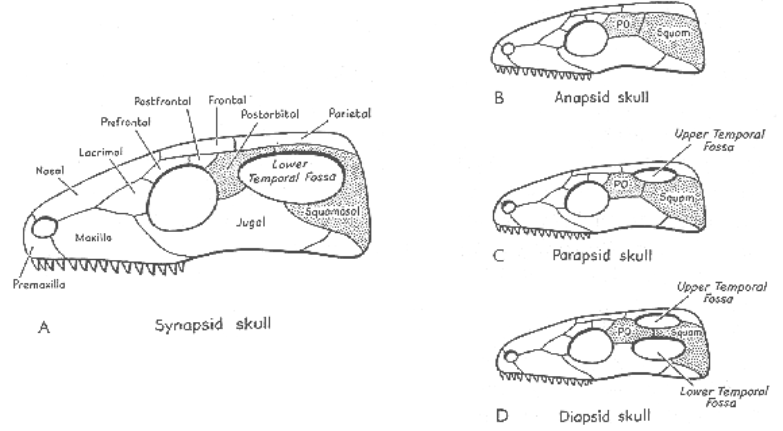 Postfrontal
Frontal
Prefrontal
Postorbital
Parietal
Lacrimal
Nasal
Lower
Temporal Fossa
Squamosal
Jugal
Maxilla
Premaxilla
A
Synapsid skull
PO
Squam
B
Anapsid skull
Upper Temporal
Fossa
PO
Squam
C
Parapsid skull
Upper Temporal
Fossa
PO
Squam
Lower Temporal
Fossa
D
Diapsid skull